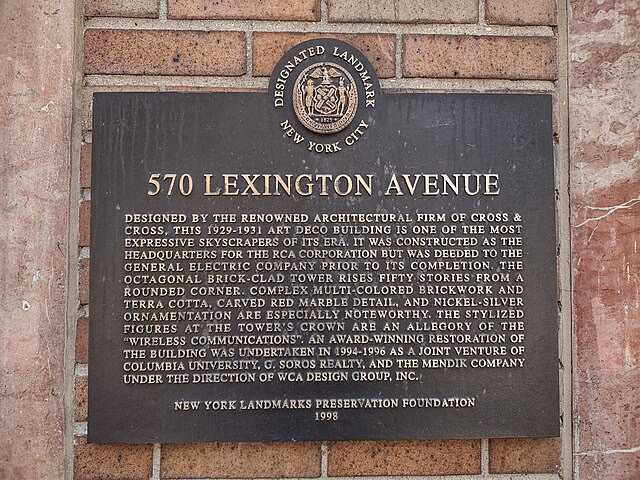 DESIGNATED LANDMARK
NEW YORK CITY
1625
570 LEXINGTON AVENUE
DESIGNED BY THE RENOWNED ARCHITECTURAL FIRM OF CROSS &
CROSS, THIS 1929-1931 ART DECO BUILDING IS ONE OF THE MOST
EXPRESSIVE SKYSCRAPERS OF ITS ERA. IT WAS CONSTRUCTED AS THE
HEADQUARTERS FOR THE RCA CORPORATION BUT WAS DEEDED TO THE
GENERAL ELECTRIC COMPANY PRIOR TO ITS COMPLETION. THE
OCTAGONAL BRICK-CLAD TOWER RISES FIFTY STORIES FROM A
ROUNDED CORNER. COMPLEX MULTI-COLORED BRICKWORK AND
TERRA COTTA, CARVED RED MARBLE DETAIL, AND NICKEL-SILVER
ORNAMENTATION ARE ESPECIALLY NOTEWORTHY. THE STYLIZED
FIGURES AT THE TOWER'S CROWN ARE AN ALLEGORY OF THE
"WIRELESS COMMUNICATIONS". AN AWARD-WINNING RESTORATION OF
THE BUILDING WAS UNDERTAKEN IN 1994-1996 AS A JOINT VENTURE OF
COLUMBIA UNIVERSITY, G. SOROS REALTY, AND THE MENDIK COMPANY
UNDER THE DIRECTION OF WCA DESIGN GROUP, INC.
NEW YORK LANDMARKS PRESERVATION FOUNDATION
1998